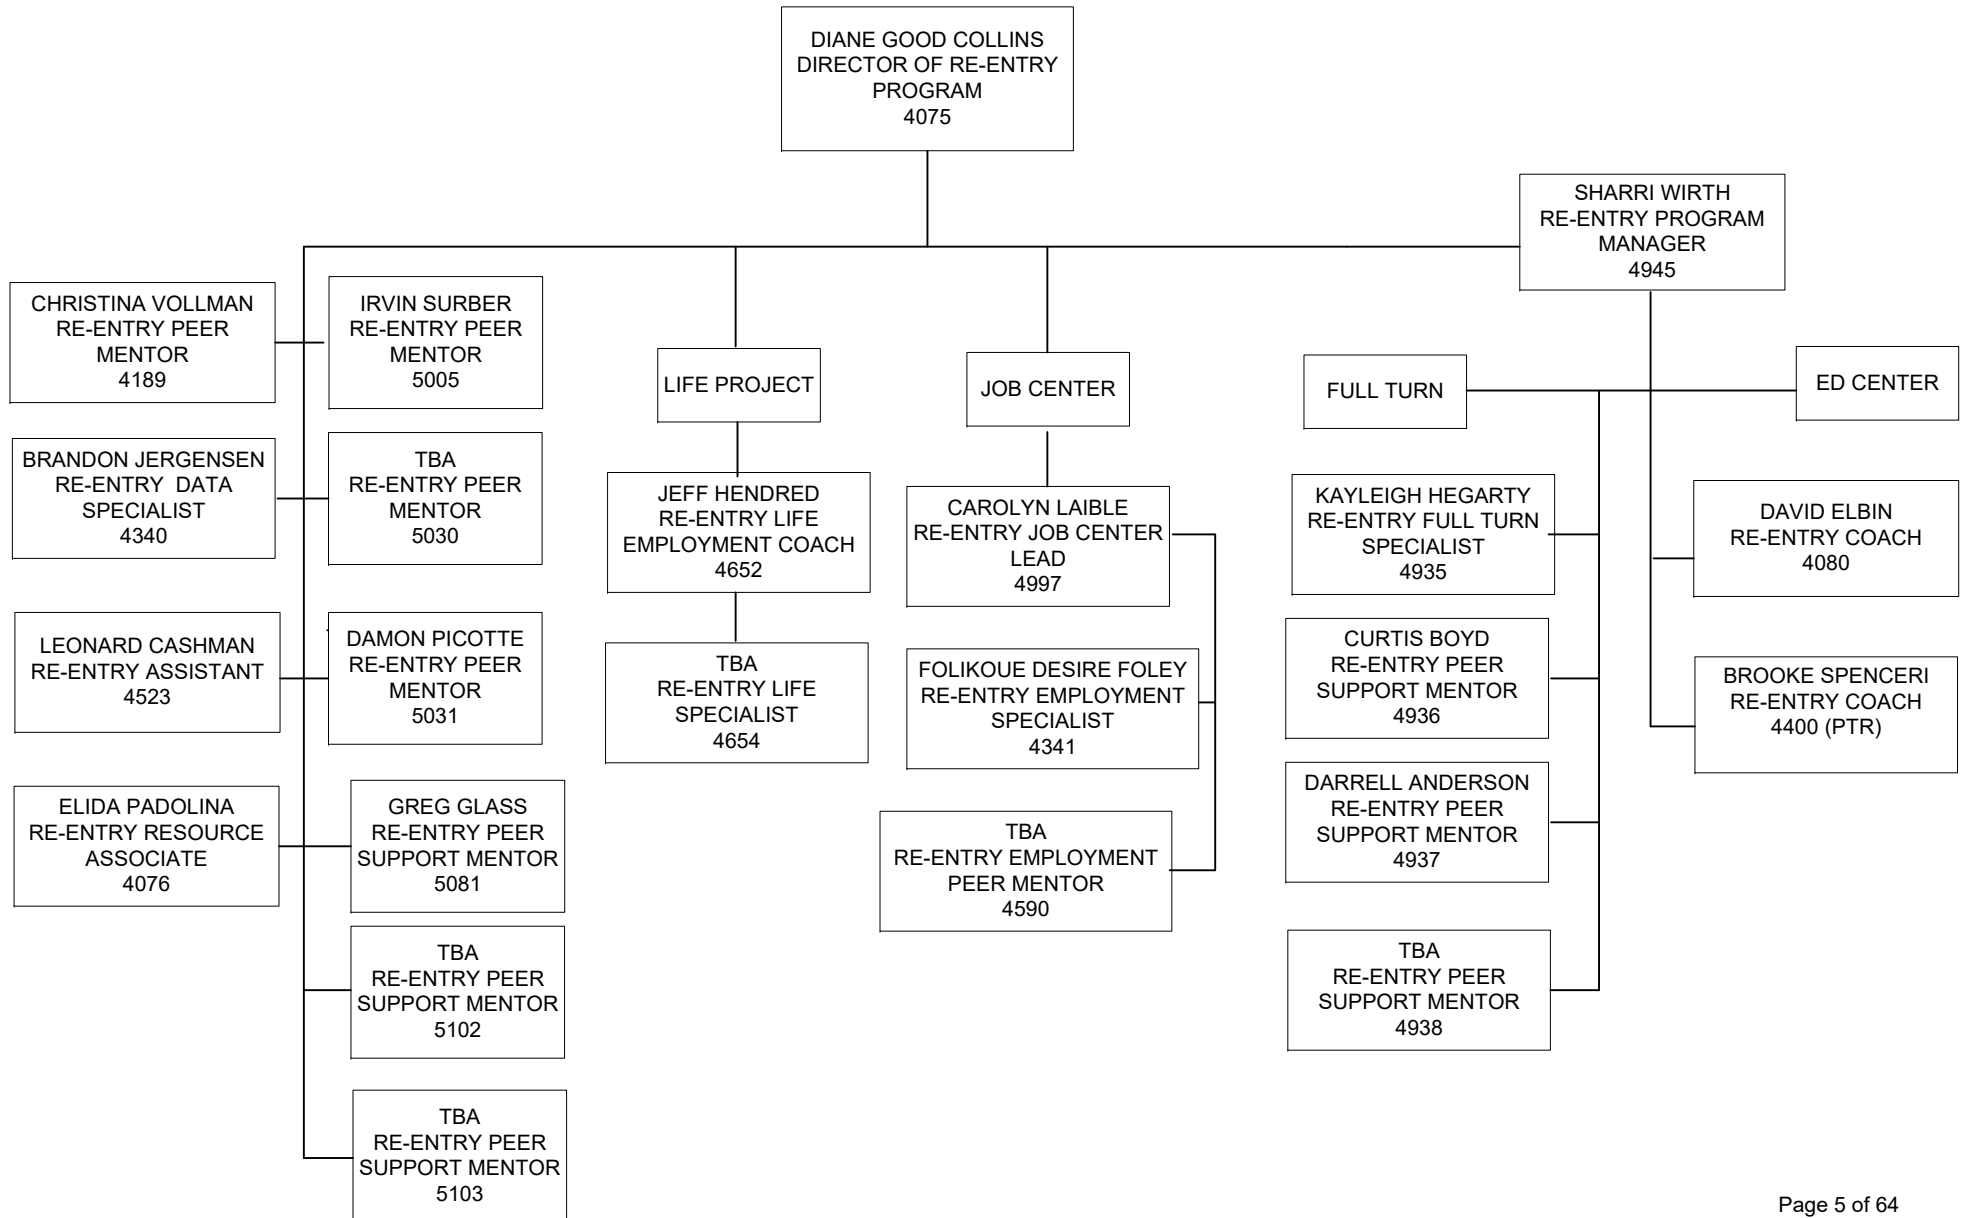 DIANE GOOD COLLINS
DIRECTOR OF RE-ENTRY
PROGRAM
4075
SHARRI WIRTH
RE-ENTRY PROGRAM
MANAGER
4945
CHRISTINA VOLLMAN
RE-ENTRY PEER
MENTOR
4189
IRVIN SURBER
RE-ENTRY PEER
MENTOR
5005
BRANDON JERGENSEN
RE-ENTRY DATA
SPECIALIST
4340
TBA
RE-ENTRY PEER
MENTOR
5030
LEONARD CASHMAN
RE-ENTRY ASSISTANT
4523
DAMON PICOTTE
RE-ENTRY PEER
MENTOR
5031
ELIDA PADOLINA
RE-ENTRY RESOURCE
ASSOCIATE
4076
GREG GLASS
RE-ENTRY PEER
SUPPORT MENTOR
5081
TBA
RE-ENTRY PEER
SUPPORT MENTOR
5102
TBA
RE-ENTRY PEER
SUPPORT MENTOR
5103
LIFE PROJECT
JEFF HENDRED
RE-ENTRY LIFE
EMPLOYMENT COACH
4652
TBA
RE-ENTRY LIFE
SPECIALIST
4654
JOB CENTER
CAROLYN LAIBLE
RE-ENTRY JOB CENTER
LEAD
4997
FOLIKOUE DESIRE FOLEY
RE-ENTRY EMPLOYMENT
SPECIALIST
4341
TBA
RE-ENTRY EMPLOYMENT
PEER MENTOR
4590
FULL TURN
KAYLEIGH HEGARTY
RE-ENTRY FULL TURN
SPECIALIST
4935
CURTIS BOYD
RE-ENTRY PEER
SUPPORT MENTOR
4936
DARRELL ANDERSON
RE-ENTRY PEER
SUPPORT MENTOR
4937
TBA
RE-ENTRY PEER
SUPPORT MENTOR
4938
ED CENTER
DAVID ELBIN
RE-ENTRY COACH
4080
BROOKE SPENCERI
RE-ENTRY COACH
4400 (PTR)
Page 5 of 64